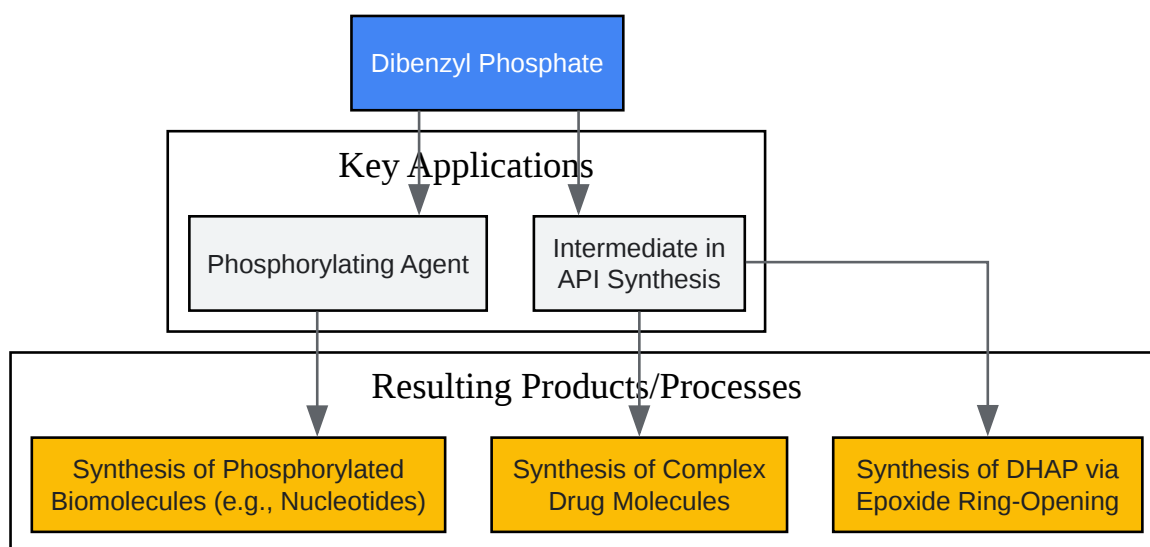 Dibenzyl Phosphate
Key Applications
Phosphorylating Agent
Intermediate in
API Synthesis
Resulting Products/Processes
Synthesis of Phosphorylated
Biomolecules (e.g., Nucleotides)
Synthesis of Complex
Drug Molecules
Synthesis of DHAP via
Epoxide Ring-Opening